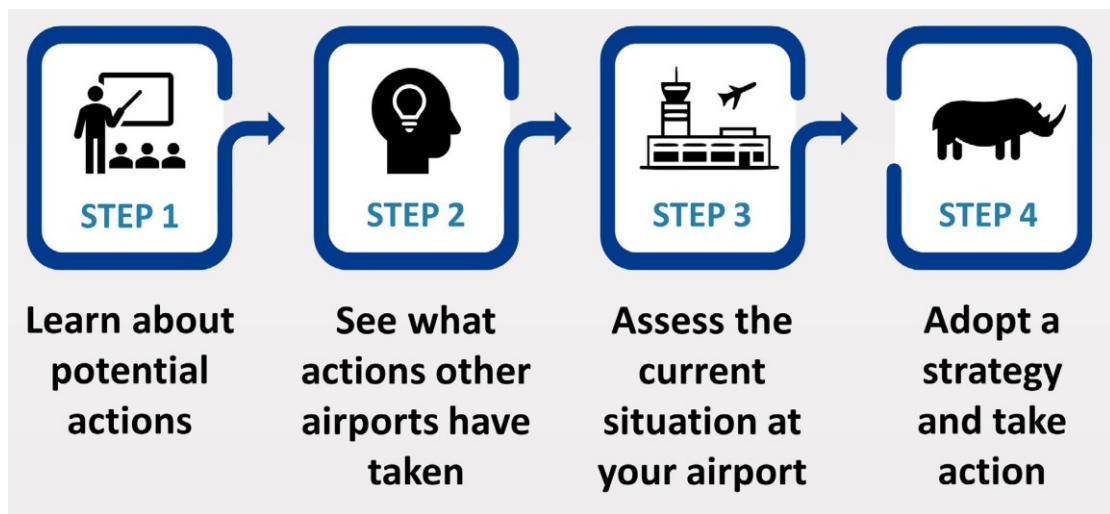 STEP 1
Learn about
potential
actions
STEP 2
See what
actions other
airports have
taken
STEP 3
Assess the
current
situation at
your airport
STEP 4
Adopt a
strategy
and take
action